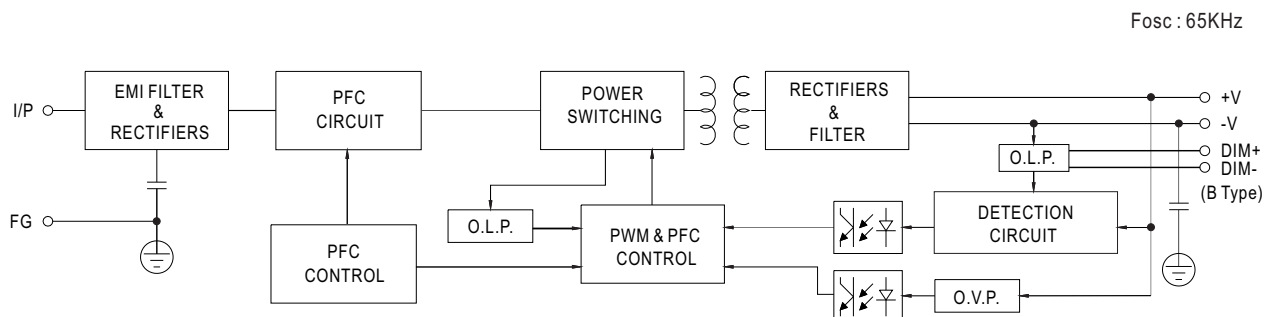 Fosc : 65KHz
I/P
EMI FILTER
&
RECTIFIERS
PFC
CIRCUIT
POWER
SWITCHING
RECTIFIERS
&
FILTER
+V
-V
DIM+
DIM-
(B Type)
O.L.P.
FG
O.L.P.
PFC
CONTROL
PWM & PFC
CONTROL
DETECTION
CIRCUIT
O.V.P.